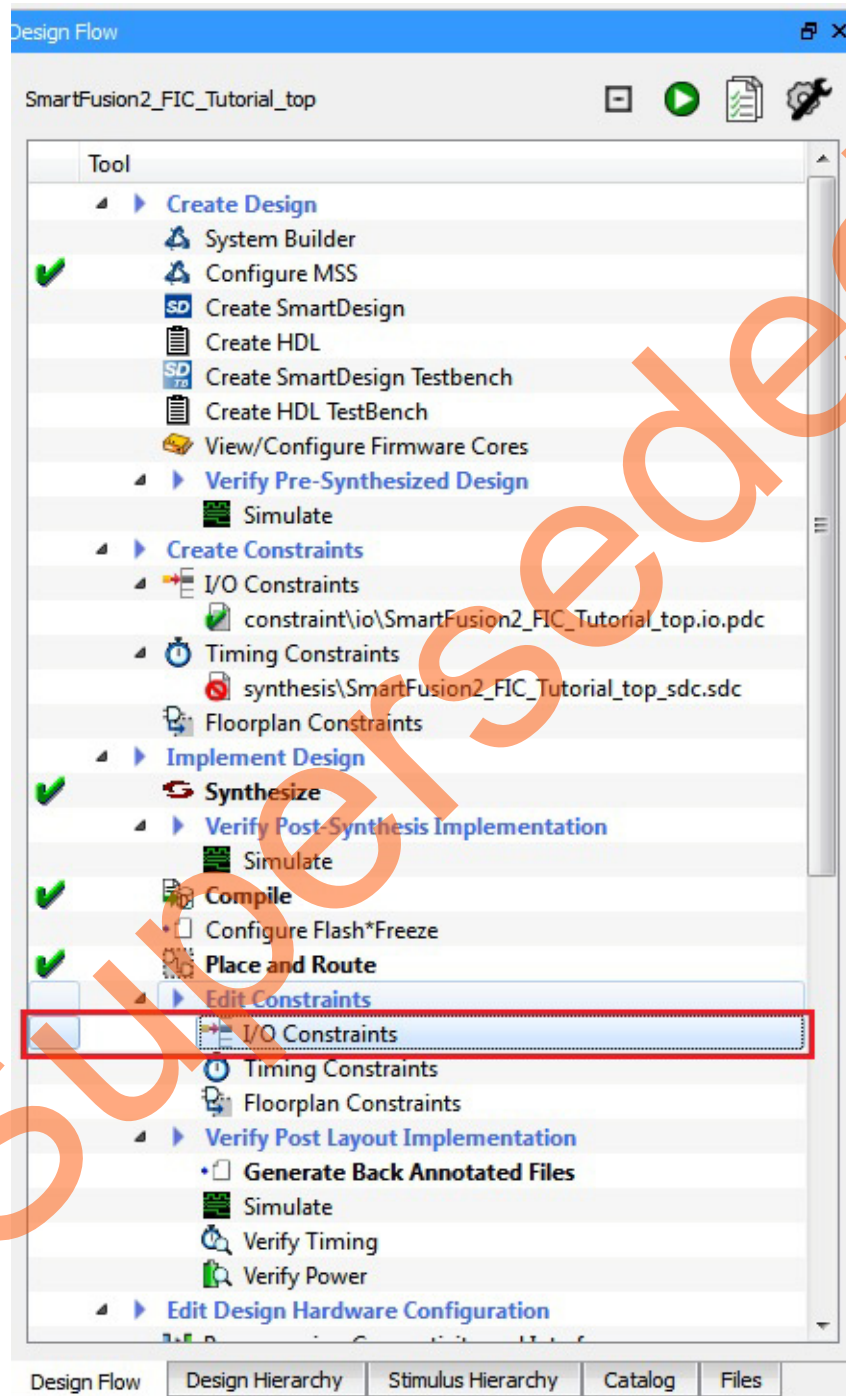 Design Flow
SmartFusion2_FIC_Tutorial_top
Tool
Create Design
System Builder
Configure MSS
SD Create SmartDesign
Create HDL
SD TB Create SmartDesign Testbench
Create HDL TestBench
View/Configure Firmware Cores
Verify Pre-Synthesized Design
Simulate
Create Constraints
I/O Constraints
constraint\io\SmartFusion2_FIC_Tutorial_top.io.pdc
Timing Constraints
synthesis\SmartFusion2_FIC_Tutorial_top_sdc.sdc
Floorplan Constraints
Implement Design
Synthesize
Verify Post-Synthesis Implementation
Simulate
Compile
Configure Flash*Freeze
Place and Route
Edit Constraints
I/O Constraints
Timing Constraints
Floorplan Constraints
Verify Post Layout Implementation
Generate Back Annotated Files
Simulate
Verify Timing
Verify Power
Edit Design Hardware Configuration
Design Flow Design Hierarchy Stimulus Hierarchy Catalog Files
Superseded